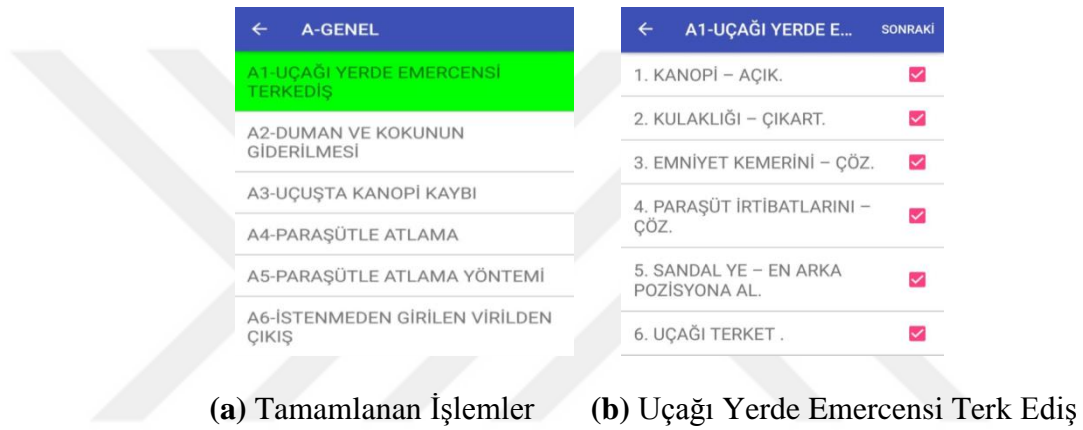 A-GENEL
A1-UÇAĞI YERDE EMERCENSİ
TERKEDİŞ
A2-DUMAN VE KOKUNUN
GİDERİLMESİ
A3-UÇUŞTA KANOPİ KAYBI
A4-PARAŞÜTLE ATLAMA
A5-PARAŞÜTLE ATLAMA YÖNTEMİ
A6-İSTENMEDEN GİRİLEN VİRİLDEN
ÇIKIŞ
(a) Tamamlanan İşlemler
A1-UÇAĞI YERDE E... SONRAKİ
1. KANOPİ – AÇIK.
2. KULAKLIĞI – ÇIKART.
3. EMNİYET KEMERİNİ – ÇÖZ.
4. PARAŞÜT İRTİBATLARINI –
ÇÖZ.
5. SANDAL YE – EN ARKA
POZİSYONA AL.
6. UÇAĞI TERKET .
(b) Uçağı Yerde Emercensi Terk Ediş